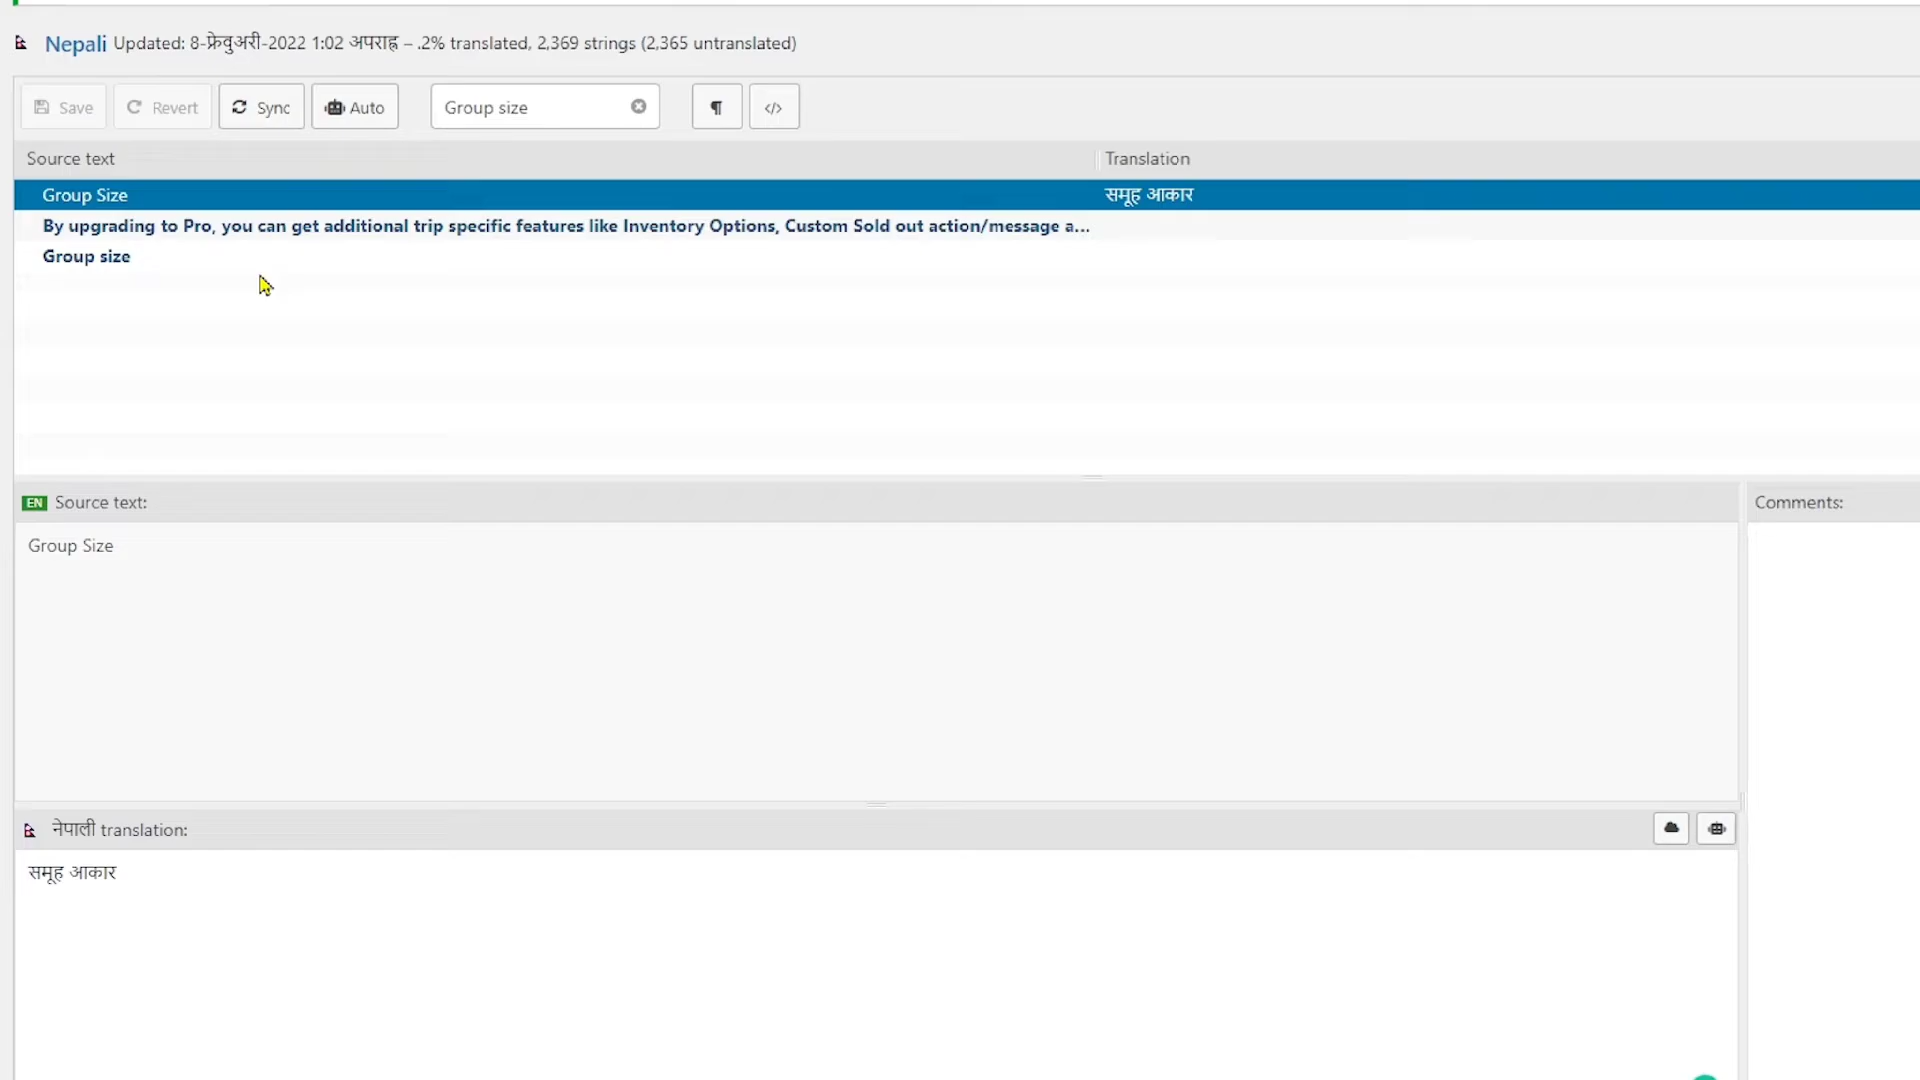 Nepali Updated: 8-फेब्रुअरी-2022 1:02 अपराह्न – .2% translated, 2,369 strings (2,365 untranslated)
Save Revert Sync Auto Group size
Source text Translation
Group Size समूह आकार
By upgrading to Pro, you can get additional trip specific features like Inventory Options, Custom Sold out action/message a...
Group size
EN Source text: Comments:
Group Size
नेपाली translation:
समूह आकार